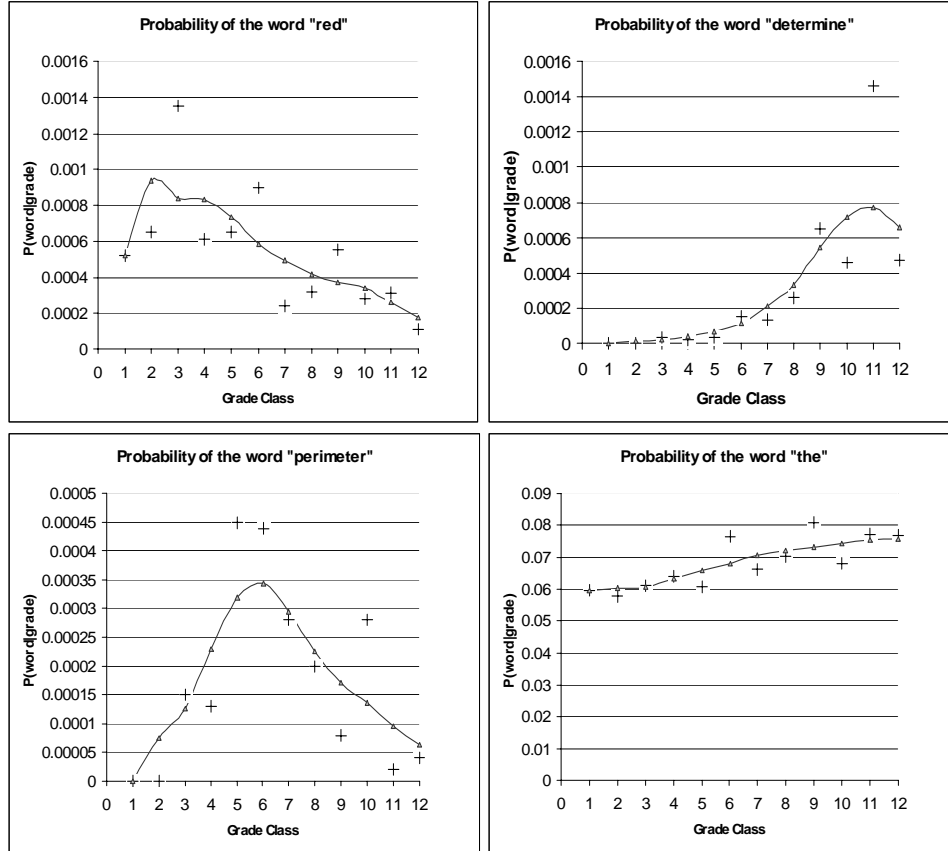 Probability of the word "red"
P(word|grade)
0.0016
0.0014
0.0012
0.001
0.0008
0.0006
0.0004
0.0002
0
0 1 2 3 4 5 6 7 8 9 10 11 12
Grade Class
Probability of the word "determine"
P(word|grade)
0.0016
0.0014
0.0012
0.001
0.0008
0.0006
0.0004
0.0002
0
0 1 2 3 4 5 6 7 8 9 10 11 12
Grade Class
Probability of the word "perimeter"
P(word|grade)
0.0005
0.00045
0.0004
0.00035
0.0003
0.00025
0.0002
0.00015
0.0001
0.00005
0
0 1 2 3 4 5 6 7 8 9 10 11 12
Grade Class
Probability of the word "the"
P(word|grade)
0.09
0.08
0.07
0.06
0.05
0.04
0.03
0.02
0.01
0
0 1 2 3 4 5 6 7 8 9 10 11 12
Grade Class